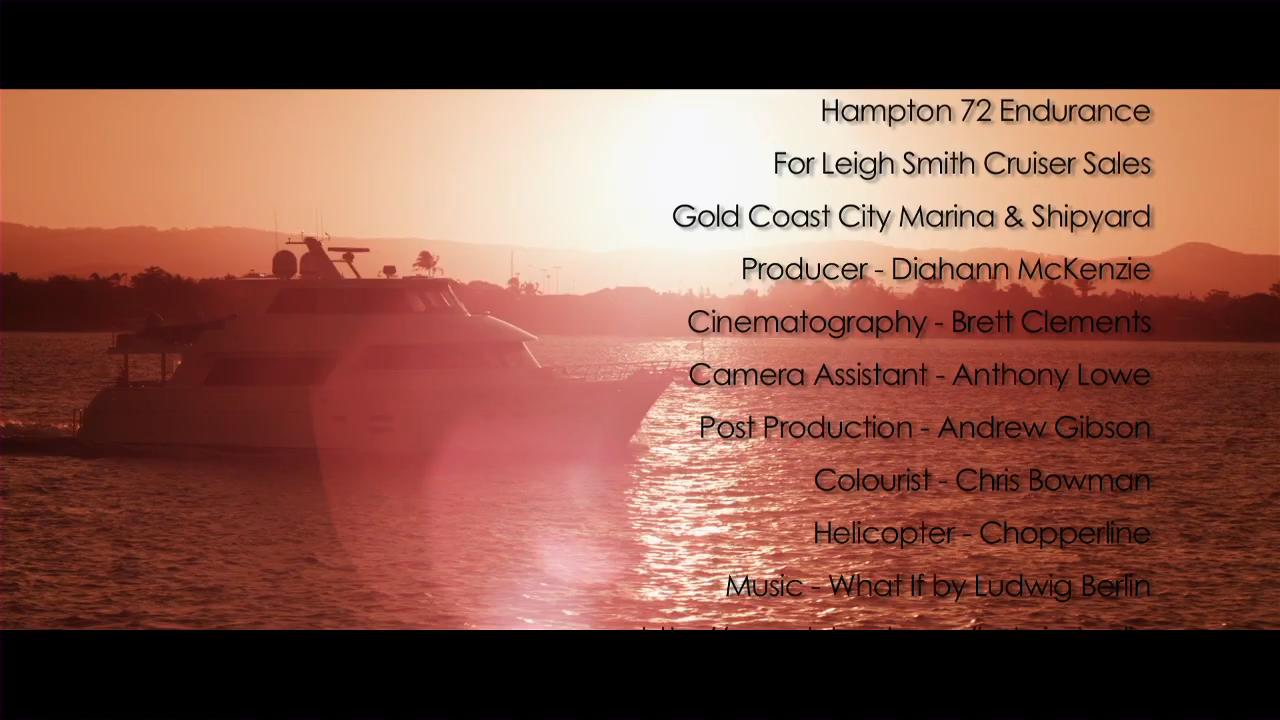 Hampton 72 Endurance
For Leigh Smith Cruiser Sales
Gold Coast City Marina & Shipyard
Producer - Diahann McKenzie
Cinematography - Brett Clements
Camera Assistant - Anthony Lowe
Post Production - Andrew Gibson
Colourist - Chris Bowman
Helicopter - Chopperline
Music - What If by Ludwig Berlin